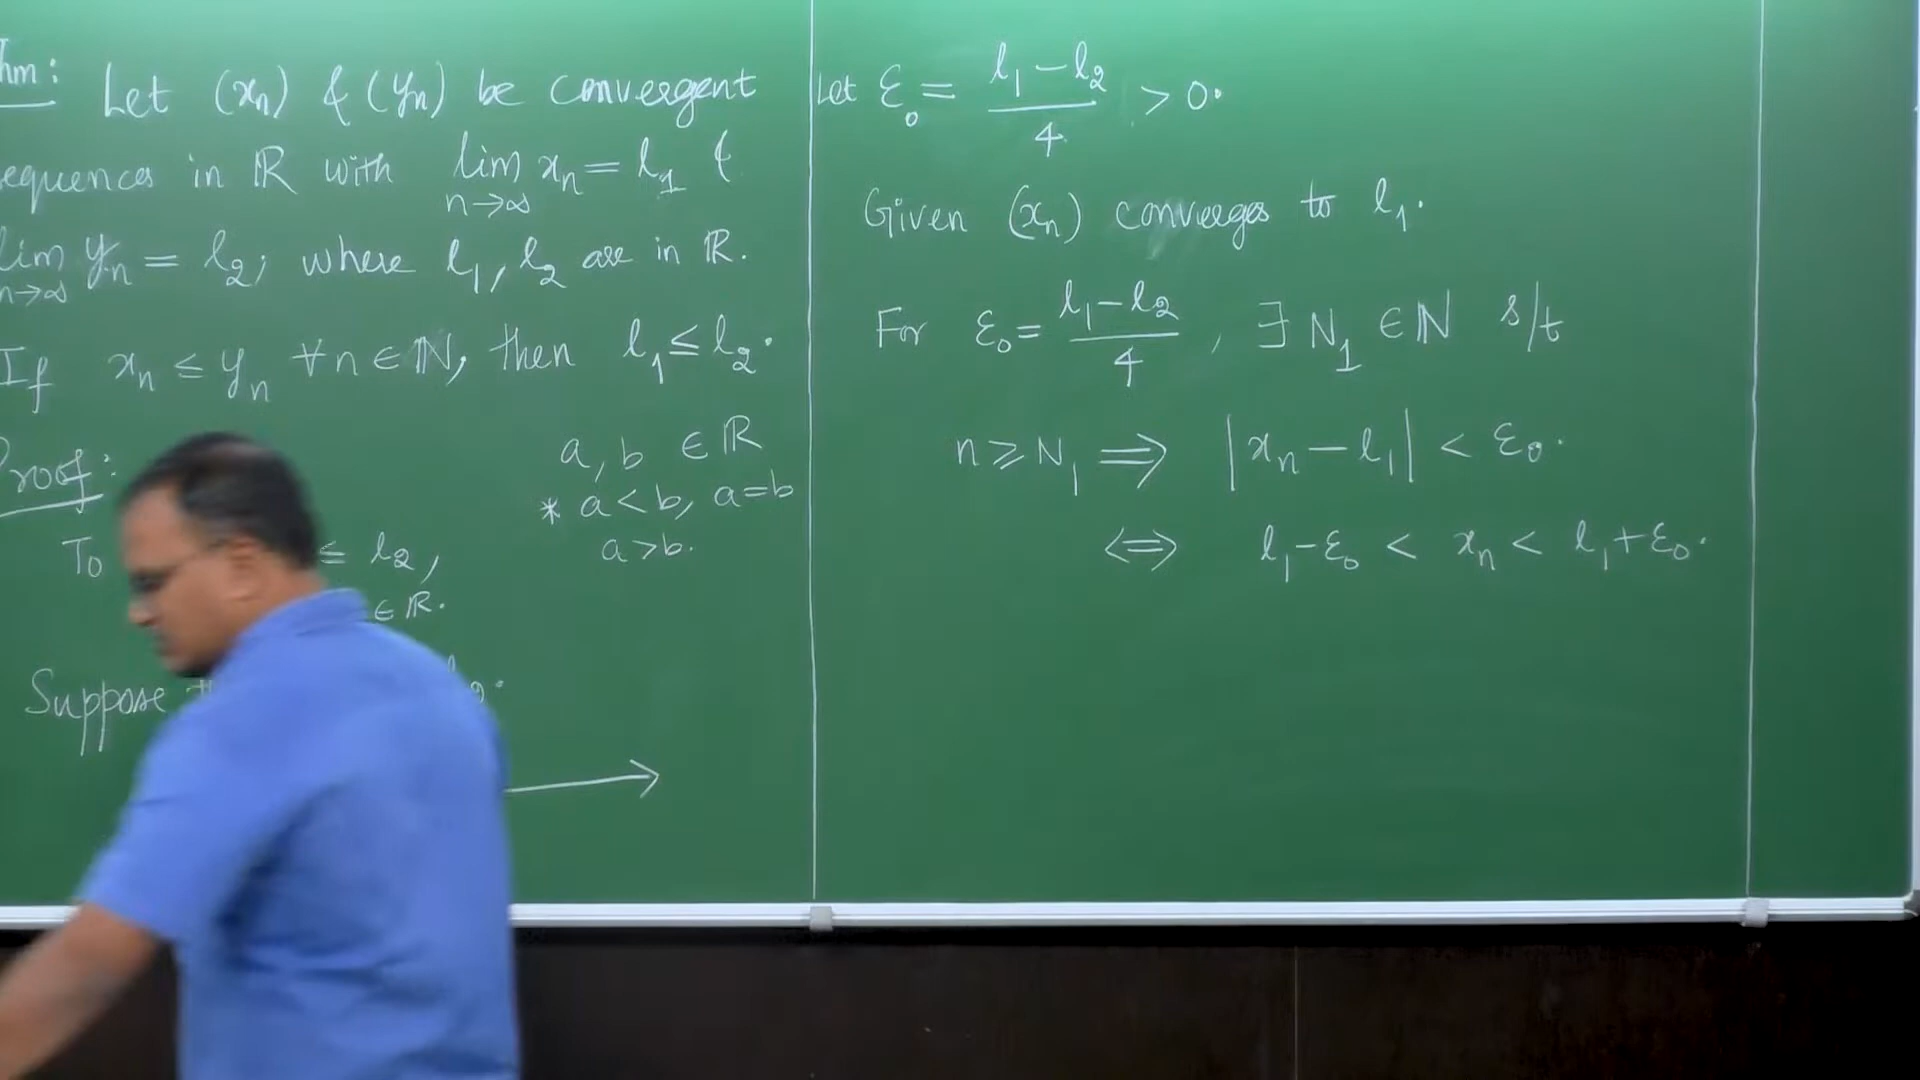 hm: Let (xn) & (yn) be convergent
equences in ℝ with lim n→∞ xn = l1 &
lim n→∞ yn = l2; where l1, l2 are in ℝ.
If xn ≤ yn ∀n∈ℕ, then l1 ≤ l2.
Proof:
a, b ∈ ℝ
* a<b, a=b
a>b.
To ≤ l2,
∈ ℝ.
Suppose
Let ε0 = (l1 − l2)/4 > 0.
Given (xn) converges to l1.
For ε0 = (l1 − l2)/4, ∃ N1 ∈ ℕ s/t
n ≥ N1 ⟹ |xn − l1| < ε0.
⟺ l1 − ε0 < xn < l1 + ε0.